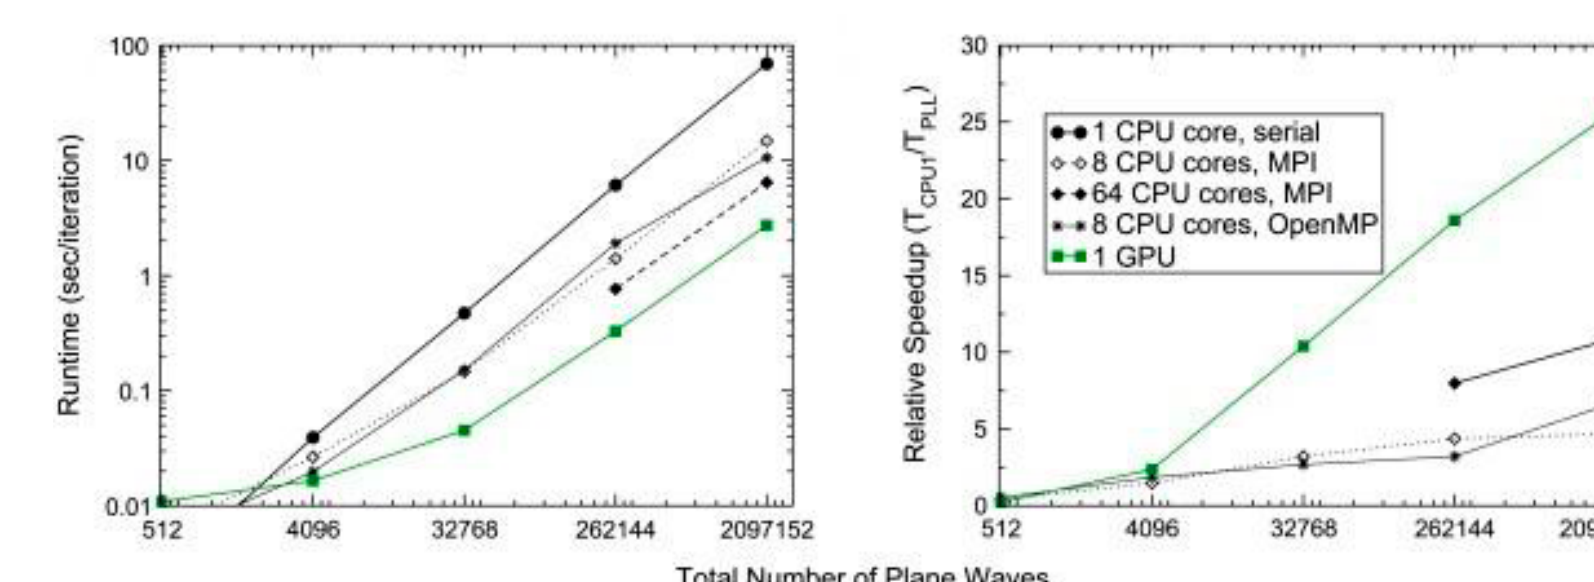 100
10
1
0.1
0.01
Runtime (sec/iteration)
512 4096 32768 262144 2097152
30
25
20
15
10
5
0
Relative Speedup (T_CPU1/T_PLL)
1 CPU core, serial
8 CPU cores, MPI
64 CPU cores, MPI
8 CPU cores, OpenMP
1 GPU
512 4096 32768 262144 209
Total Number of Plane Waves